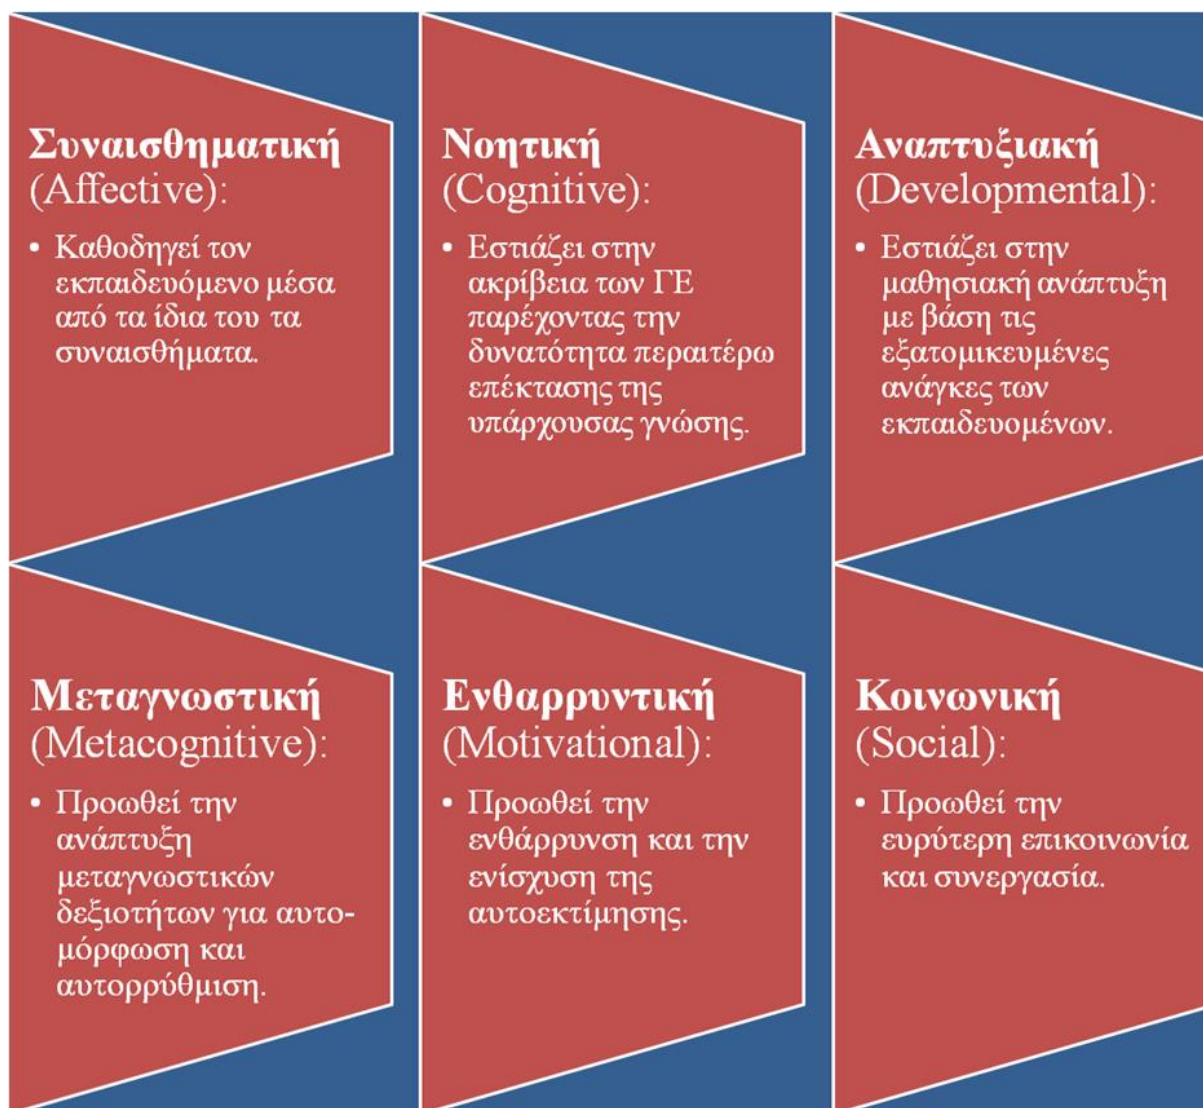 Συναισθηματική
(Affective):
• Καθοδηγεί τον
εκπαιδευόμενο μέσα
από τα ίδια του τα
συναισθήματα.
Νοητική
(Cognitive):
• Εστιάζει στην
ακρίβεια των ΓΕ
παρέχοντας την
δυνατότητα περαιτέρω
επέκτασης της
υπάρχουσας γνώσης.
Αναπτυξιακή
(Developmental):
• Εστιάζει στην
μαθησιακή ανάπτυξη
με βάση τις
εξατομικευμένες
ανάγκες των
εκπαιδευομένων.
Μεταγνωστική
(Metacognitive):
• Προωθεί την
ανάπτυξη
μεταγνωστικών
δεξιοτήτων για αυτο-
μόρφωση και
αυτορρύθμιση.
Ενθαρρυντική
(Motivational):
• Προωθεί την
ενθάρρυνση και την
ενίσχυση της
αυτοεκτίμησης.
Κοινωνική
(Social):
• Προωθεί την
ευρύτερη επικοινωνία
και συνεργασία.